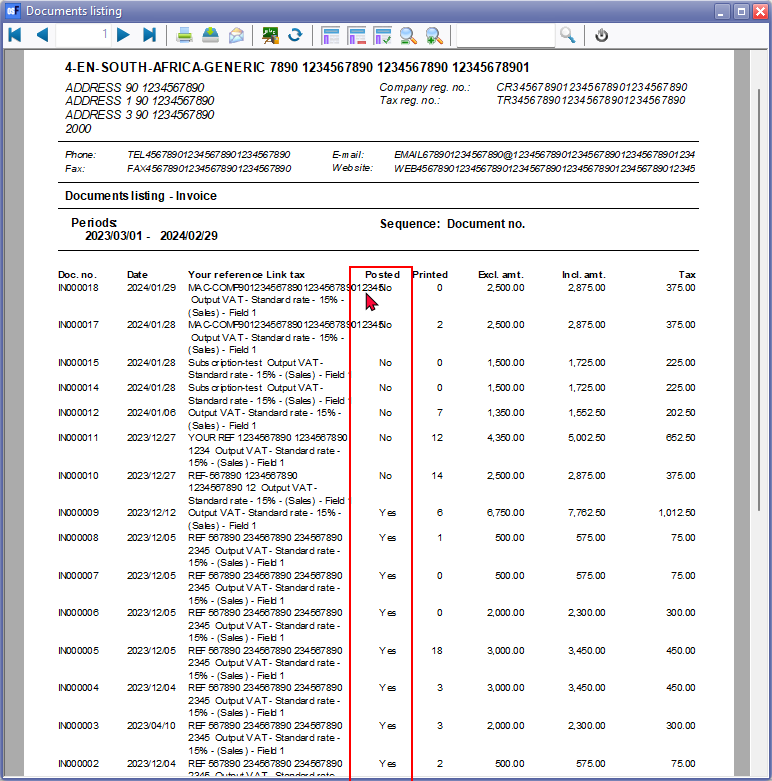 Documents listing
1
4-EN-SOUTH-AFRICA-GENERIC 7890 1234567890 1234567890 12345678901
ADDRESS 90 1234567890
Company reg. no.: CR3456789012345678901234567890
ADDRESS 1 90 1234567890
Tax reg. no.: TR3456789012345678901234567890
ADDRESS 3 90 1234567890
2000
Phone: TEL456789012345678901234567890 E-mail: EMAIL678901234567890@1234567890123456789012345678901234
Fax: FAX456789012345678901234567890 Website: WEB456789012345678901234567890123456789012345678901 2345
Documents listing - Invoice
Periods:
Sequence: Document no.
2023/03/01 - 2024/02/29
Doc. no. Date Your reference Link tax Posted Printed Excl. amt. Incl. amt. Tax
IN000018 2024/01/29 MAC-COMP901234567890123456789012345 No 0 2,500.00 2,875.00 375.00
Output VAT - Standard rate - 15% -
(Sales) - Field 1
IN000017 2024/01/28 MAC-COMP901234567890123456789012345 No 2 2,500.00 2,875.00 375.00
Output VAT - Standard rate - 15% -
(Sales) - Field 1
IN000015 2024/01/28 Subscription-test Output VAT - No 0 1,500.00 1,725.00 225.00
Standard rate - 15% - (Sales) - Field 1
IN000014 2024/01/28 Subscription-test Output VAT - No 0 1,500.00 1,725.00 225.00
Standard rate - 15% - (Sales) - Field 1
IN000012 2024/01/06 Output VAT - Standard rate - 15% - No 7 1,350.00 1,552.50 202.50
(Sales) - Field 1
IN000011 2023/12/27 YOUR REF 1234567890 1234567890 No 12 4,350.00 5,002.50 652.50
1234 Output VAT - Standard rate -
15% - (Sales) - Field 1
IN000010 2023/12/27 REF-567890 1234567890 No 14 2,500.00 2,875.00 375.00
1234567890 12 Output VAT -
Standard rate - 15% - (Sales) - Field 1
IN000009 2023/12/12 Output VAT - Standard rate - 15% - Yes 6 6,750.00 7,762.50 1,012.50
(Sales) - Field 1
IN000008 2023/12/05 REF 567890 234567890 234567890 Yes 1 500.00 575.00 75.00
2345 Output VAT - Standard rate -
15% - (Sales) - Field 1
IN000007 2023/12/05 REF 567890 234567890 234567890 Yes 0 500.00 575.00 75.00
2345 Output VAT - Standard rate -
15% - (Sales) - Field 1
IN000006 2023/12/05 REF 567890 234567890 234567890 Yes 0 2,000.00 2,300.00 300.00
2345 Output VAT - Standard rate -
15% - (Sales) - Field 1
IN000005 2023/12/05 REF 567890 234567890 234567890 Yes 18 3,000.00 3,450.00 450.00
2345 Output VAT - Standard rate -
15% - (Sales) - Field 1
IN000004 2023/12/04 REF 567890 234567890 234567890 Yes 3 3,000.00 3,450.00 450.00
2345 Output VAT - Standard rate -
15% - (Sales) - Field 1
IN000003 2023/04/10 REF 567890 234567890 234567890 Yes 3 2,000.00 2,300.00 300.00
2345 Output VAT - Standard rate -
15% - (Sales) - Field 1
IN000002 2023/12/04 REF 567890 234567890 234567890 Yes 2 500.00 575.00 75.00
2345 Output VAT - Standard rate -